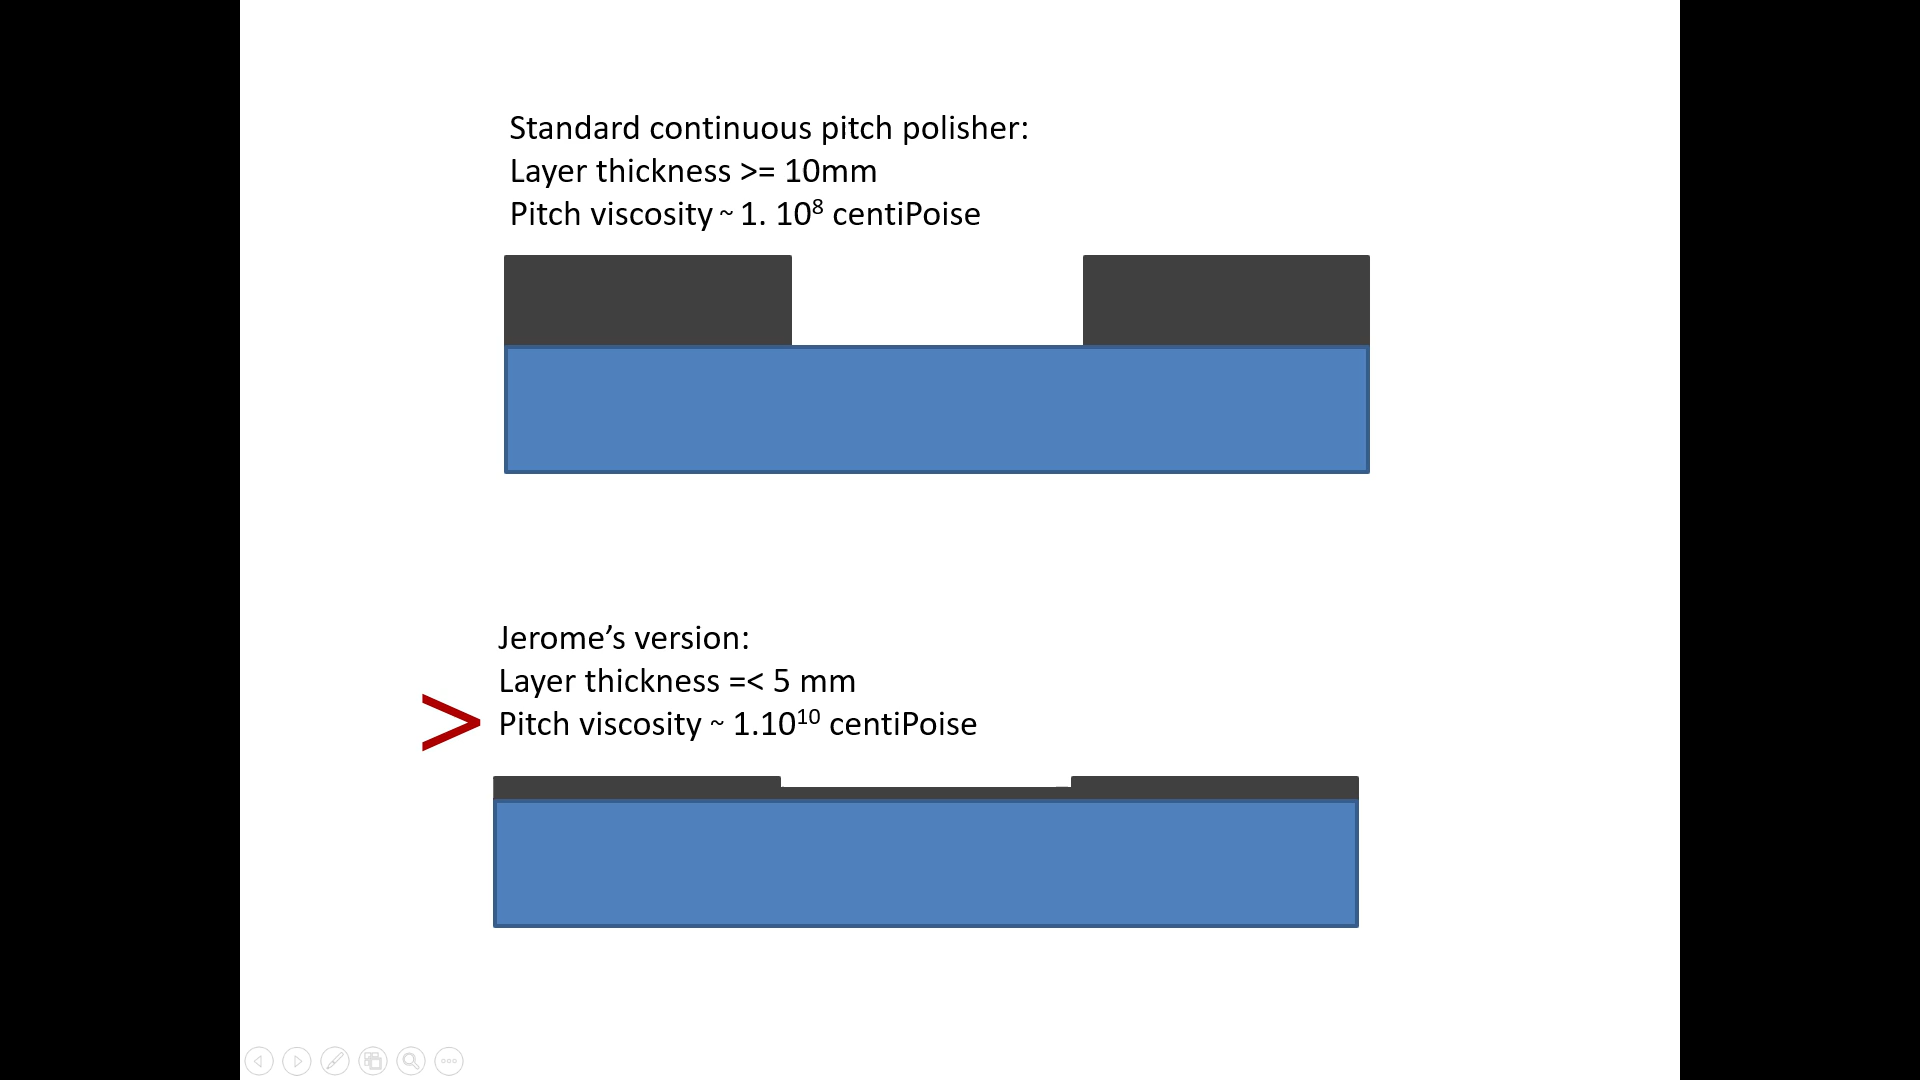 Standard continuous pitch polisher:
Layer thickness >= 10mm
Pitch viscosity ~ 1. 10⁸ centiPoise
Jerome’s version:
Layer thickness =< 5 mm
> Pitch viscosity ~ 1.10¹⁰ centiPoise